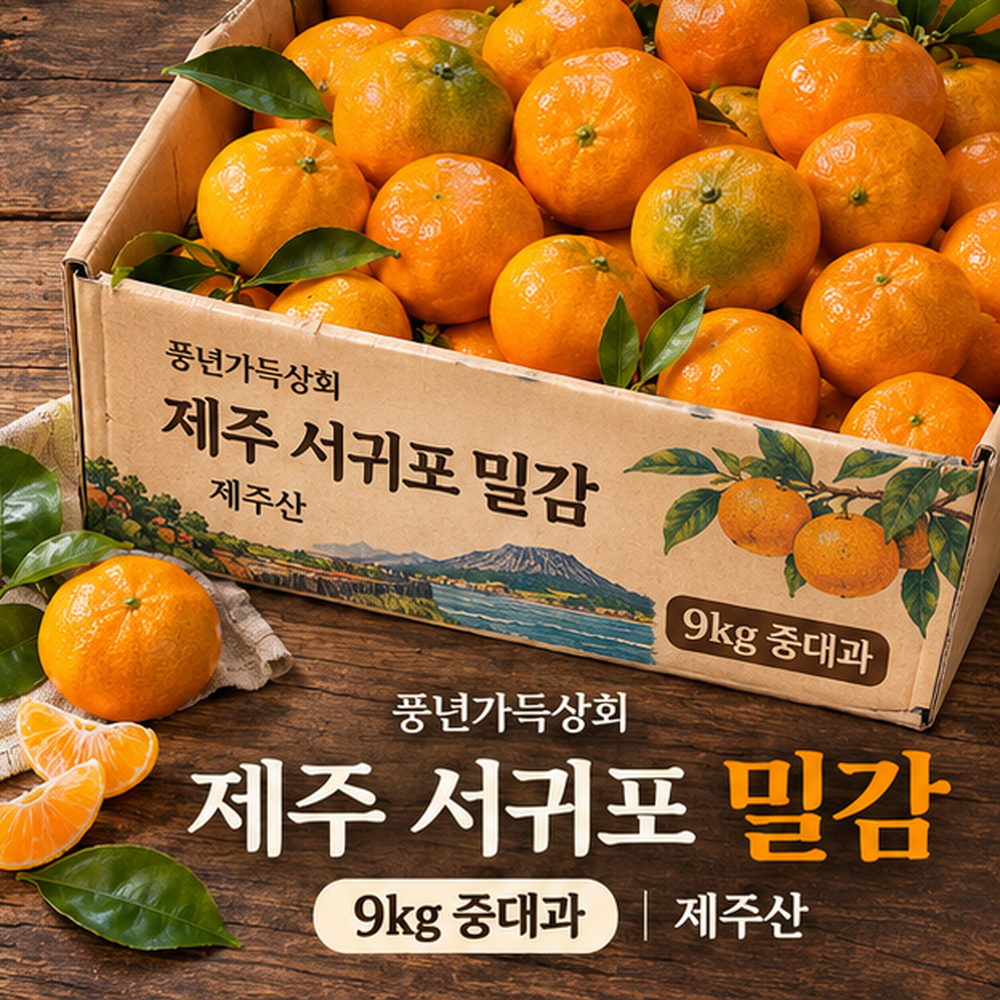 풍년가득상회
제주 서귀포 밀감
제주산
9kg 중대과
풍년가득상회
제주 서귀포 밀감
9kg 중대과 | 제주산